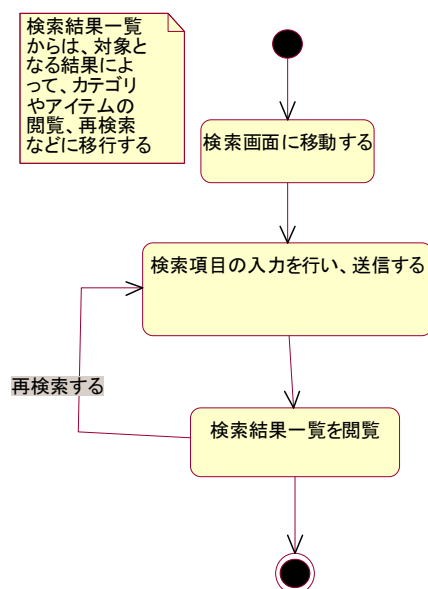 検索結果一覧
からは、対象と
なる結果によ
って、カテゴリ
やアイテムの
閲覧、再検索
などに移行する
検索画面に移動する
検索項目の入力を行い、送信する
再検索する
検索結果一覧を閲覧